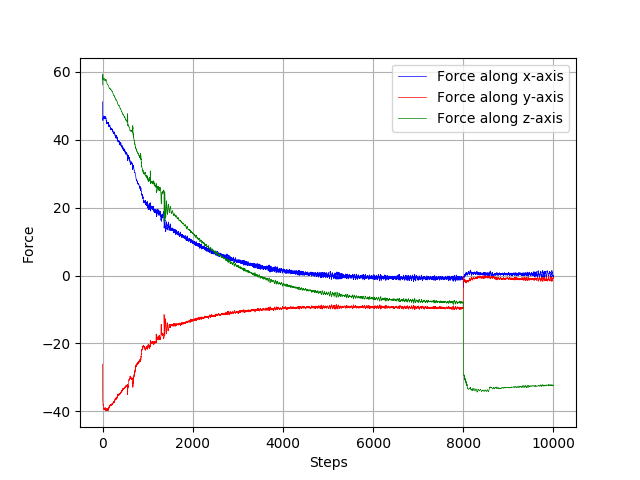 60
40
20
0
−20
−40
Force
Force along x-axis
Force along y-axis
Force along z-axis
0 2000 4000 6000 8000 10000
Steps